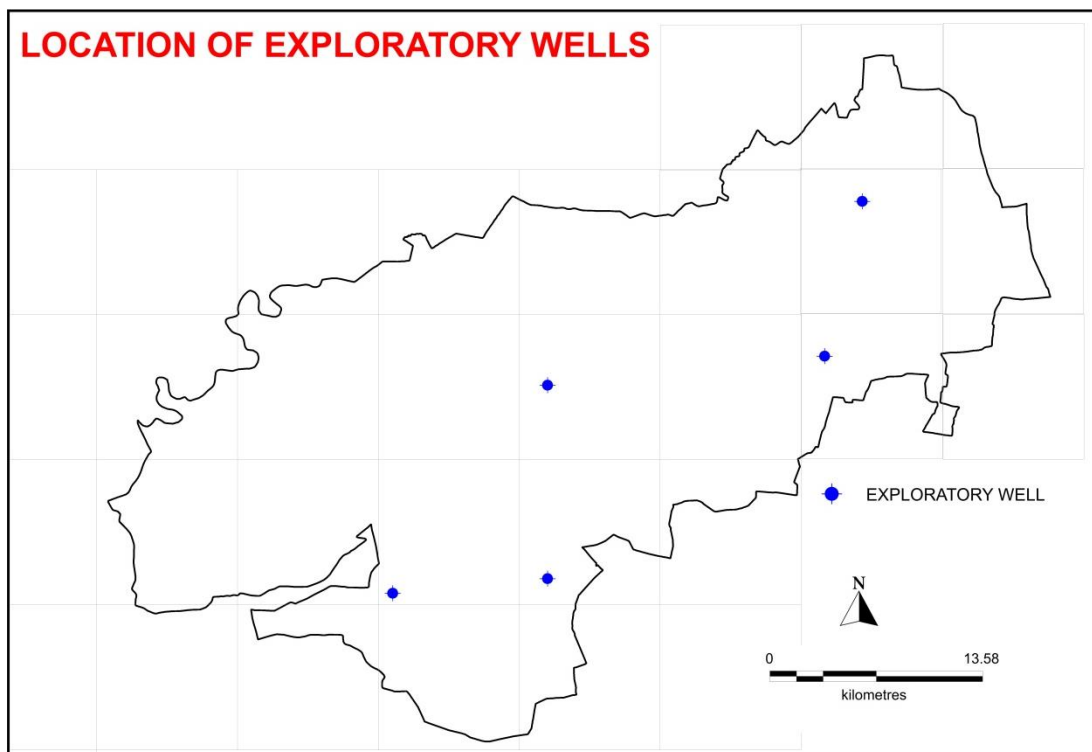 LOCATION OF EXPLORATORY WELLS
EXPLORATORY WELL
N
0 13.58
kilometres